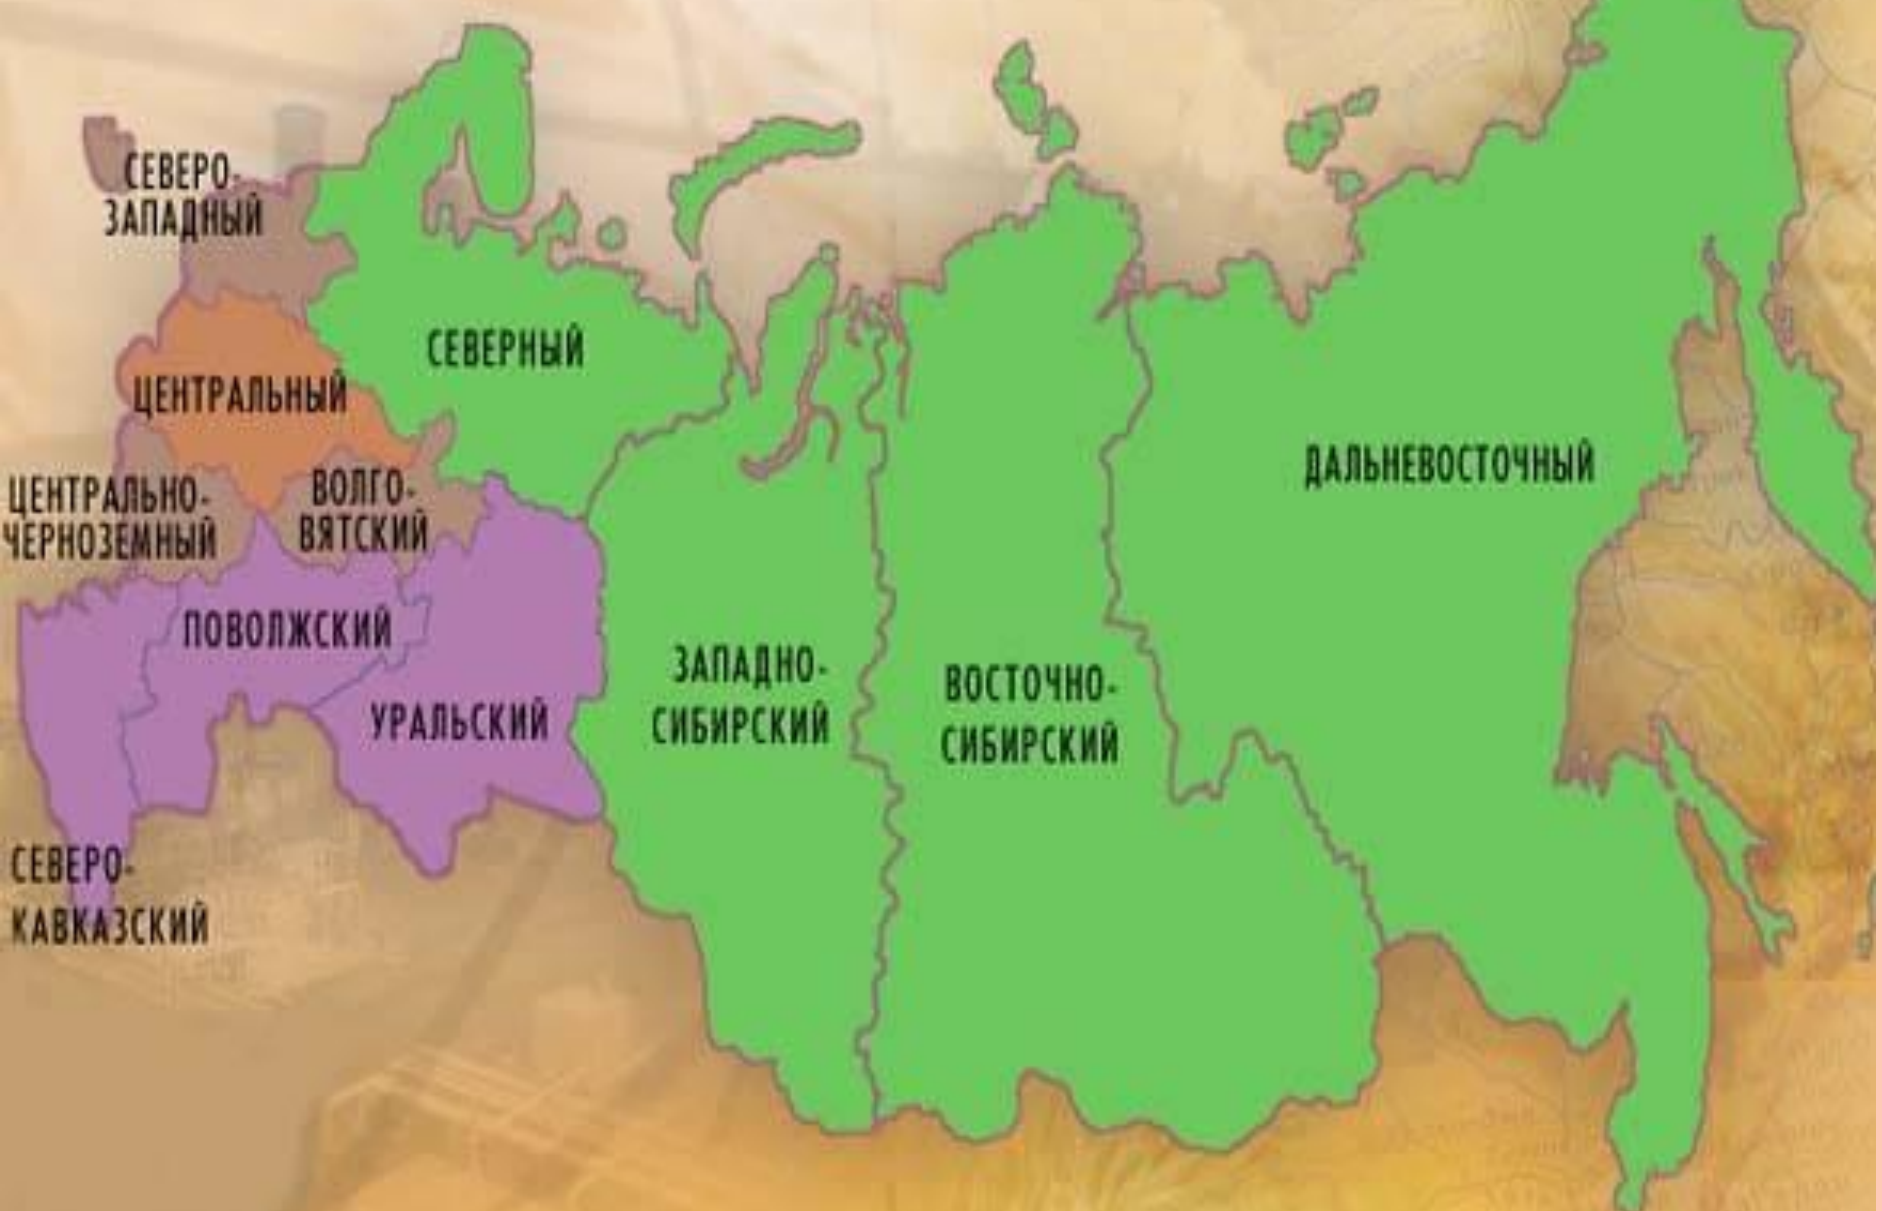 СЕВЕРО-
ЗАПАДНЫЙ
СЕВЕРНЫЙ
ЦЕНТРАЛЬНЫЙ
ЦЕНТРАЛЬНО-
ЧЕРНОЗЕМНЫЙ
ВОЛГО-
ВЯТСКИЙ
ДАЛЬНЕВОСТОЧНЫЙ
ПОВОЛЖСКИЙ
УРАЛЬСКИЙ
ЗАПАДНО-
СИБИРСКИЙ
ВОСТОЧНО-
СИБИРСКИЙ
СЕВЕРО-
КАВКАЗСКИЙ